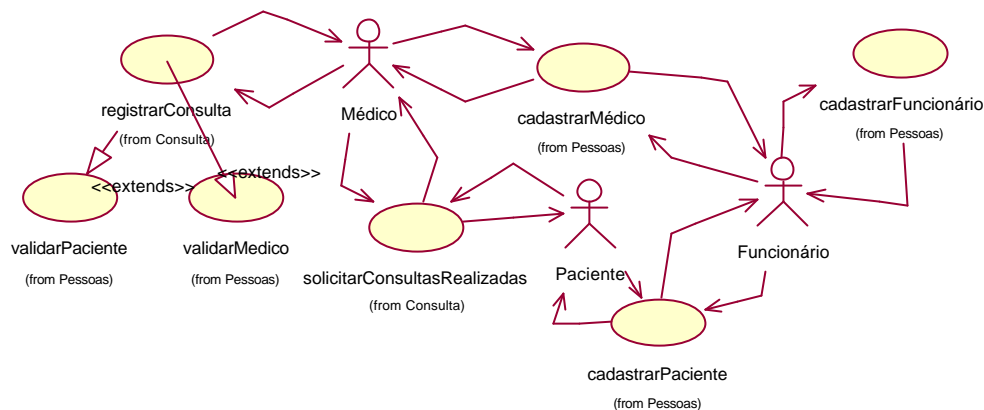 registrarConsulta
(from Consulta)
Médico
cadastrarMédico
(from Pessoas)
cadastrarFuncionário
(from Pessoas)
<<extends>>
<<extends>>
validarPaciente
(from Pessoas)
validarMedico
(from Pessoas)
solicitarConsultasRealizadas
(from Consulta)
Paciente
Funcionário
cadastrarPaciente
(from Pessoas)